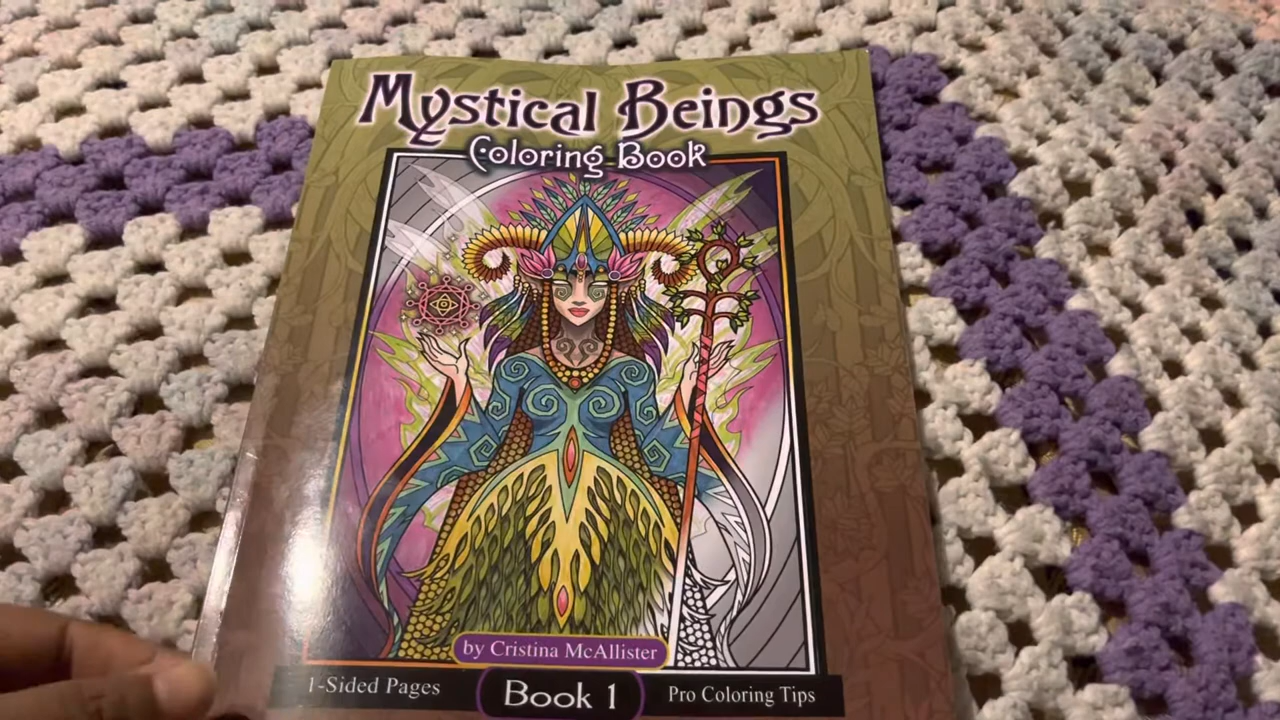 Mystical Beings
Coloring Book
by Cristina McAllister
1-Sided Pages
Book 1
Pro Coloring Tips